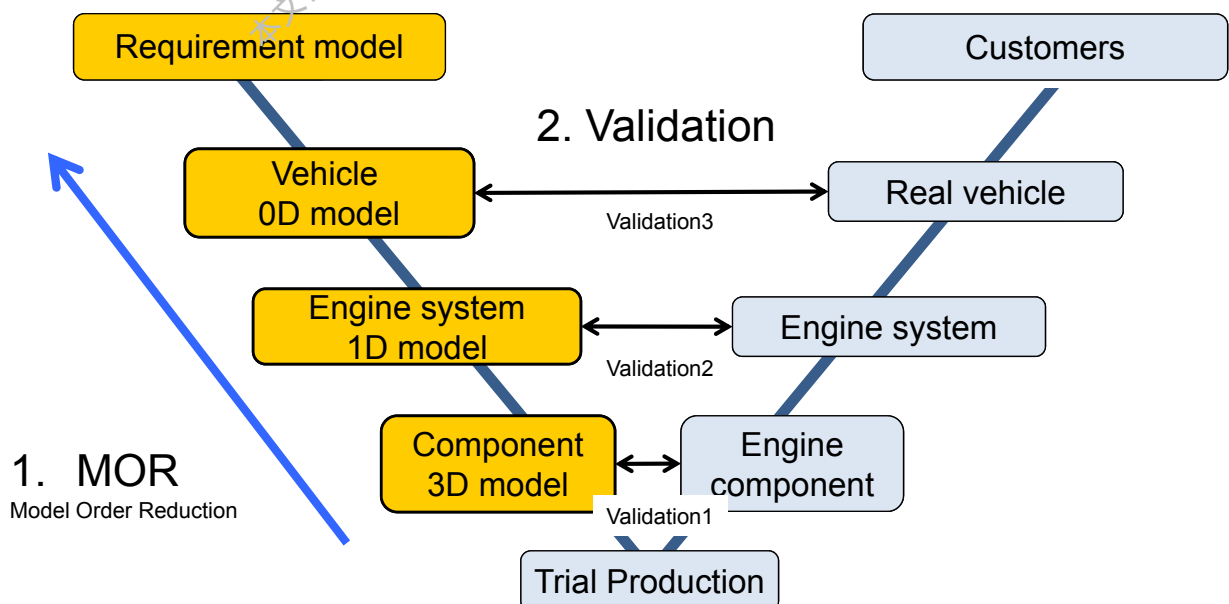 Requirement model
Customers
2. Validation
Vehicle
0D model
Real vehicle
Validation3
Engine system
1D model
Engine system
Validation2
Component
3D model
Engine
component
1. MOR
Model Order Reduction
Validation1
Trial Production